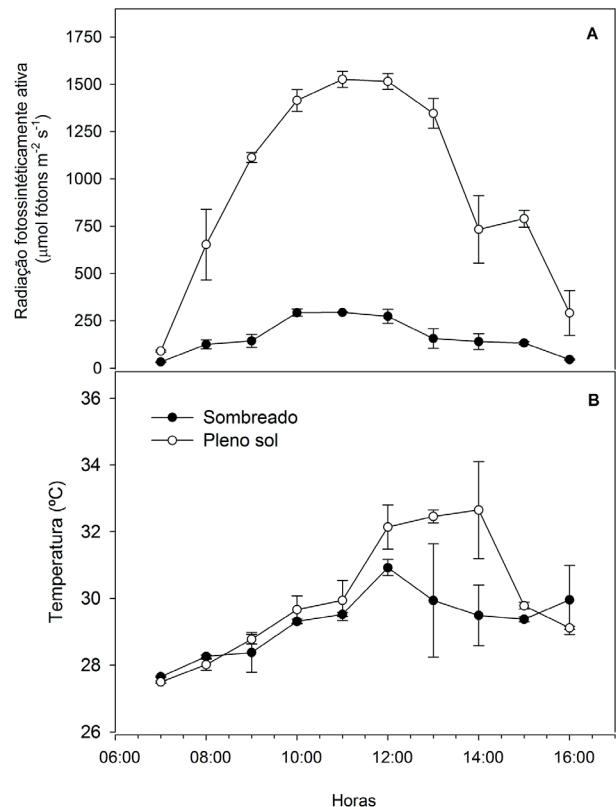 A
Radiação fotossintéticamente ativa
(µmol fótons m⁻² s⁻¹)
1750
1500
1250
1000
750
500
250
0
B
Sombreado
Pleno sol
Temperatura (ºC)
36
34
32
30
28
26
06:00 08:00 10:00 12:00 14:00 16:00
Horas